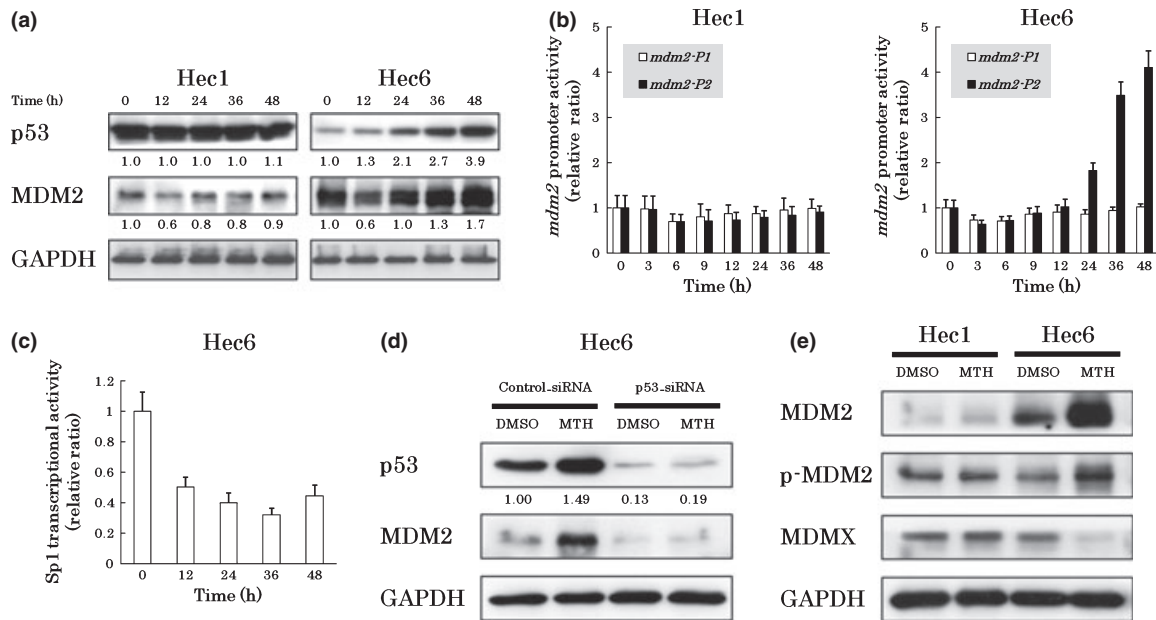 (a)
Hec1 Hec6
Time (h) 0 12 24 36 48 0 12 24 36 48
p53
1.0 1.0 1.0 1.0 1.1 1.0 1.3 2.1 2.7 3.9
MDM2
1.0 0.6 0.8 0.8 0.9 1.0 0.6 1.0 1.3 1.7
GAPDH
(b)
Hec1
mdm2 promoter activity
(relative ratio)
5
4
3
2
1
0
mdm2-P1
mdm2-P2
0 3 6 9 12 24 36 48
Time (h)
Hec6
mdm2 promoter activity
(relative ratio)
5
4
3
2
1
0
mdm2-P1
mdm2-P2
0 3 6 9 12 24 36 48
Time (h)
(c)
Hec6
Sp1 transcriptional activity
(relative ratio)
1.2
1
0.8
0.6
0.4
0.2
0
0 12 24 36 48
Time (h)
(d)
Hec6
Control-siRNA p53-siRNA
DMSO MTH DMSO MTH
p53
1.00 1.49 0.13 0.19
MDM2
GAPDH
(e)
Hec1 Hec6
DMSO MTH DMSO MTH
MDM2
p-MDM2
MDMX
GAPDH